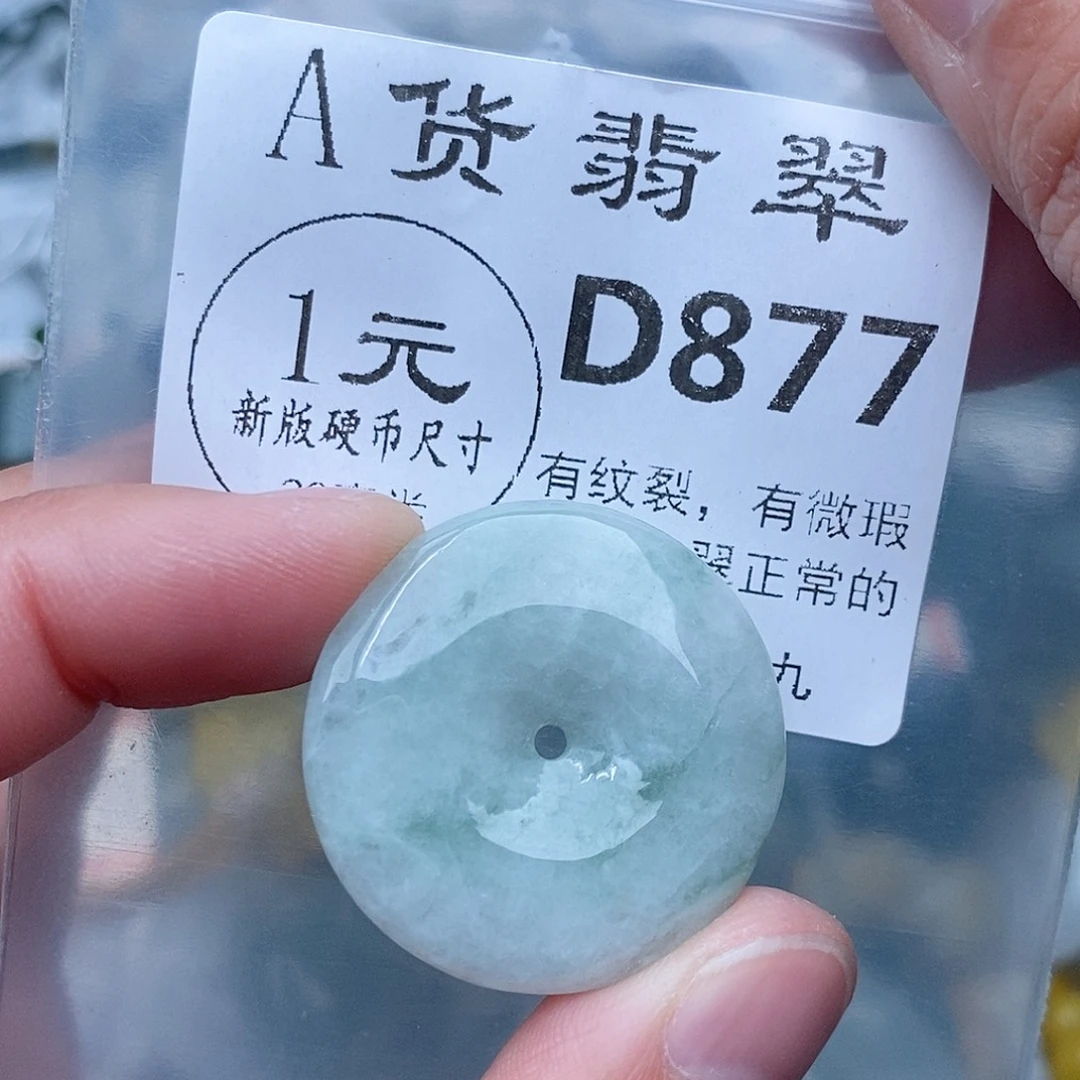 A货翡翠
1元
D877
新版硬币尺寸
有纹裂，有微瑕
翠正常的
九